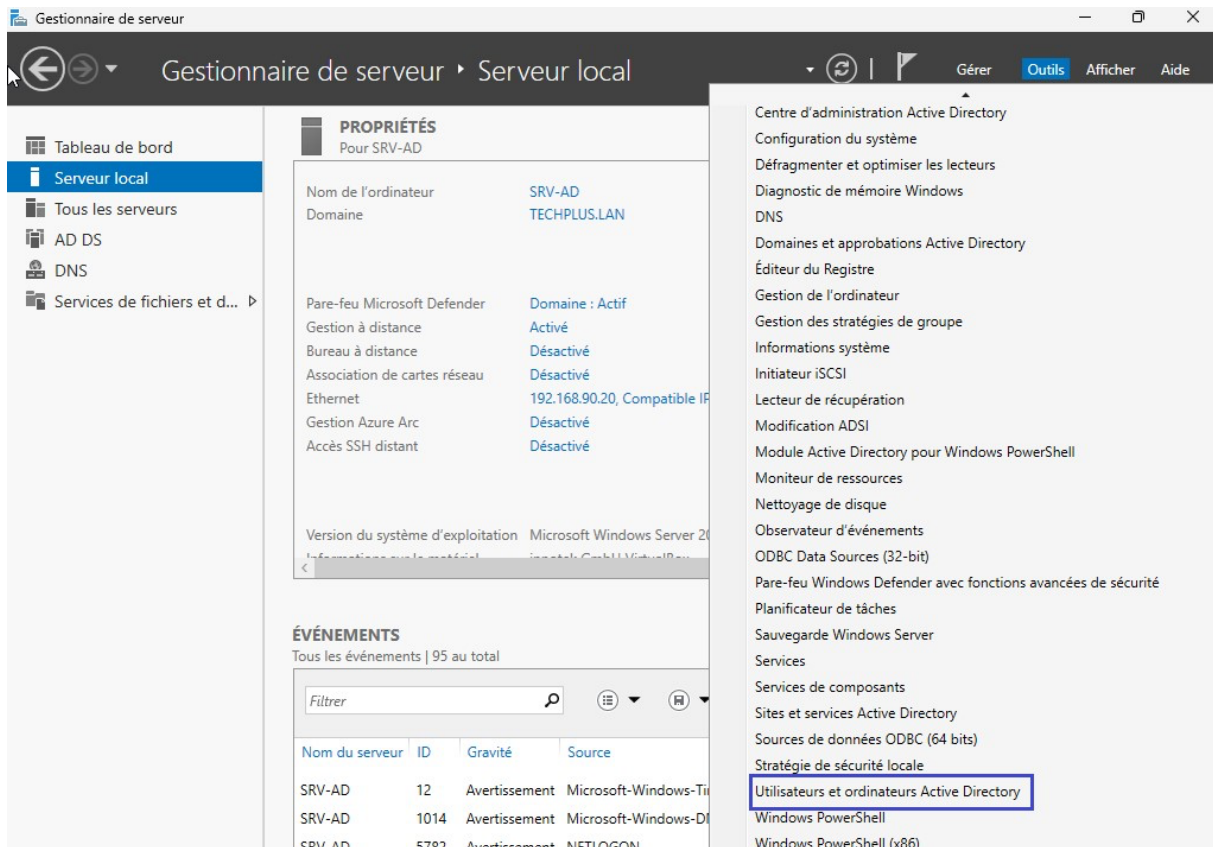 Gestionnaire de serveur
Gestionnaire de serveur ‣ Serveur local
Gérer Outils Afficher Aide
Tableau de bord
Serveur local
Tous les serveurs
AD DS
DNS
Services de fichiers et d...
PROPRIÉTÉS
Pour SRV-AD
Nom de l'ordinateur SRV-AD
Domaine TECHPLUS.LAN
Pare-feu Microsoft Defender Domaine : Actif
Gestion à distance Activé
Bureau à distance Désactivé
Association de cartes réseau Désactivé
Ethernet 192.168.90.20, Compatible IP
Gestion Azure Arc Désactivé
Accès SSH distant Désactivé
Version du système d'exploitation Microsoft Windows Server 20
Informations sur le matériel innotek GmbH VirtualBox
ÉVÉNEMENTS
Tous les événements | 95 au total
Filtrer
Nom du serveur ID Gravité Source
SRV-AD 12 Avertissement Microsoft-Windows-Ti
SRV-AD 1014 Avertissement Microsoft-Windows-D
SRV-AD 5782 Avertissement NETLOGON
Centre d'administration Active Directory
Configuration du système
Défragmenter et optimiser les lecteurs
Diagnostic de mémoire Windows
DNS
Domaines et approbations Active Directory
Éditeur du Registre
Gestion de l'ordinateur
Gestion des stratégies de groupe
Informations système
Initiateur iSCSI
Lecteur de récupération
Modification ADSI
Module Active Directory pour Windows PowerShell
Moniteur de ressources
Nettoyage de disque
Observateur d'événements
ODBC Data Sources (32-bit)
Pare-feu Windows Defender avec fonctions avancées de sécurité
Planificateur de tâches
Sauvegarde Windows Server
Services
Services de composants
Sites et services Active Directory
Sources de données ODBC (64 bits)
Stratégie de sécurité locale
Utilisateurs et ordinateurs Active Directory
Windows PowerShell
Windows PowerShell (x86)